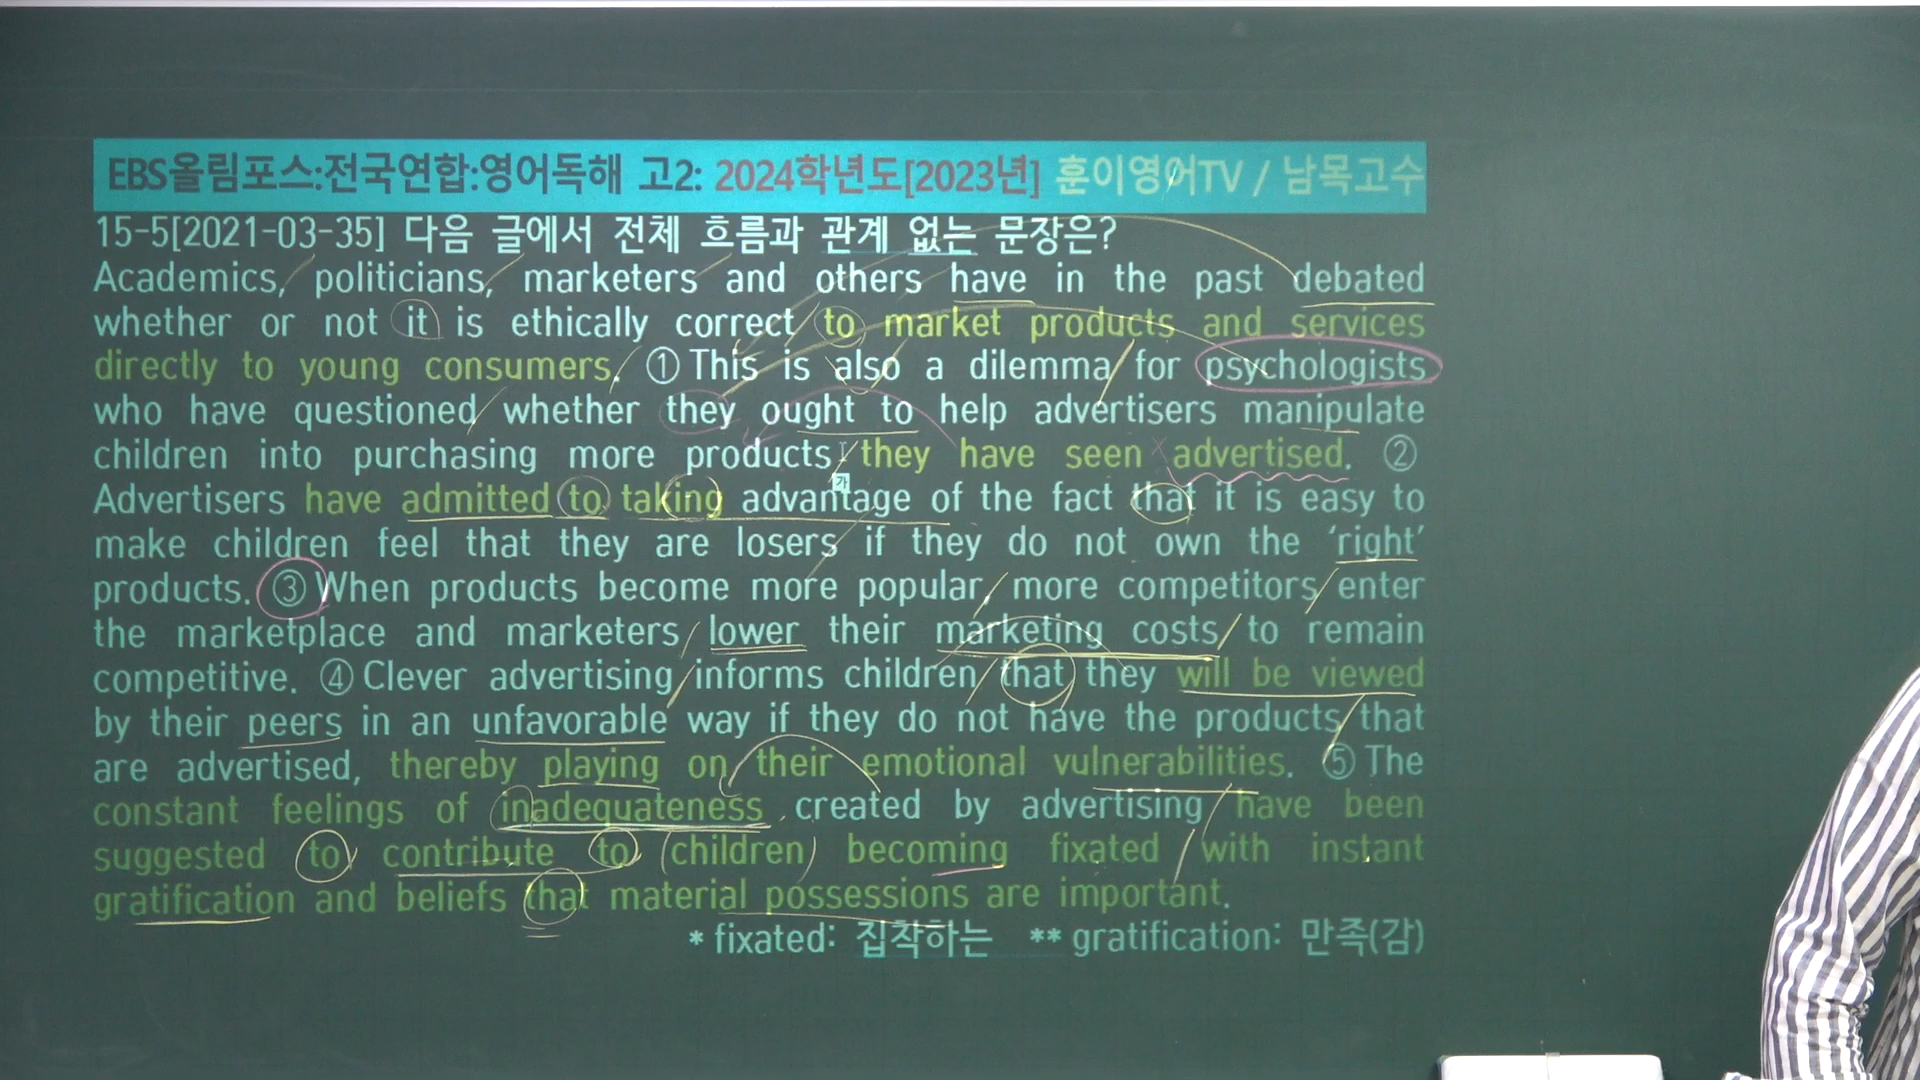 EBS올림포스:전국연합:영어독해 고2: 2024학년도[2023년] 훈이영어TV / 남목고수
15-5[2021-03-35] 다음 글에서 전체 흐름과 관계 없는 문장은?
Academics, politicians, marketers and others have in the past debated
whether or not it is ethically correct to market products and services
directly to young consumers. ① This is also a dilemma for psychologists
who have questioned whether they ought to help advertisers manipulate
children into purchasing more products they have seen advertised. ②
Advertisers have admitted to taking advantage of the fact that it is easy to
make children feel that they are losers if they do not own the ‘right’
products. ③ When products become more popular, more competitors enter
the marketplace and marketers lower their marketing costs to remain
competitive. ④ Clever advertising informs children that they will be viewed
by their peers in an unfavorable way if they do not have the products that
are advertised, thereby playing on their emotional vulnerabilities. ⑤ The
constant feelings of inadequateness created by advertising have been
suggested to contribute to children becoming fixated with instant
gratification and beliefs that material possessions are important.
* fixated: 집착하는 ** gratification: 만족(감)